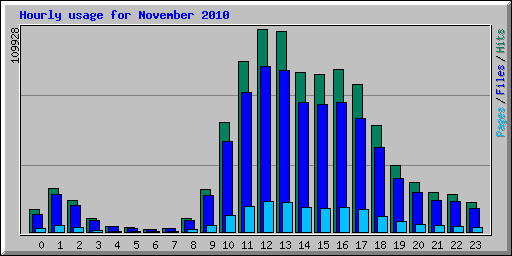 Hourly usage for November 2010
109928
Pages/Files/Hits
0 1 2 3 4 5 6 7 8 9 10 11 12 13 14 15 16 17 18 19 20 21 22 23